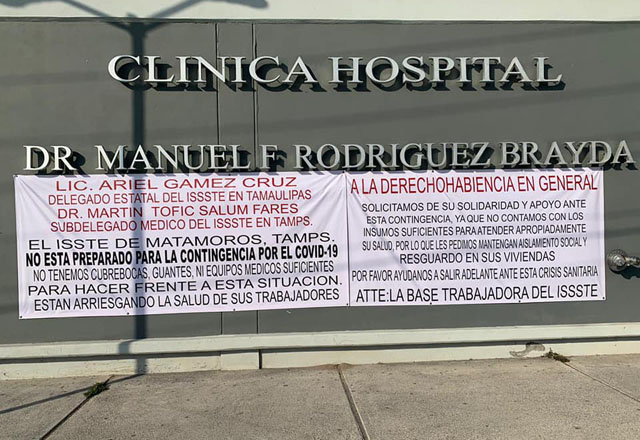 CLINICA HOSPITAL
DR. MANUEL F. RODRIGUEZ BRAYDA
LIC. ARIEL GAMEZ CRUZ
DELEGADO ESTATAL DEL ISSSTE EN TAMAULIPAS
DR. MARTIN TOFIC SALUM FARES
SUBDELEGADO MEDICO DEL ISSSTE EN TAMPS.
EL ISSTE DE MATAMOROS, TAMPS.
NO ESTA PREPARADO PARA LA CONTINGENCIA POR EL COVID-19
NO TENEMOS CUBREBOCAS, GUANTES, NI EQUIPOS MEDICOS SUFICIENTES
PARA HACER FRENTE A ESTA SITUACION.
ESTAN ARRIESGANDO LA SALUD DE SUS TRABAJADORES
A LA DERECHOHABIENCIA EN GENERAL
SOLICITAMOS DE SU SOLIDARIDAD Y APOYO ANTE
ESTA CONTINGENCIA, YA QUE NO CONTAMOS CON LOS
INSUMOS SUFICIENTES PARA ATENDER APROPIADAMENTE
SU SALUD, POR LO QUE LES PEDIMOS MANTENGAN AISLAMIENTO SOCIAL Y
RESGUARDO EN SUS VIVIENDAS
POR FAVOR AYUDANOS A SALIR ADELANTE ANTE ESTA CRISIS SANITARIA
ATTE:LA BASE TRABAJADORA DEL ISSSTE